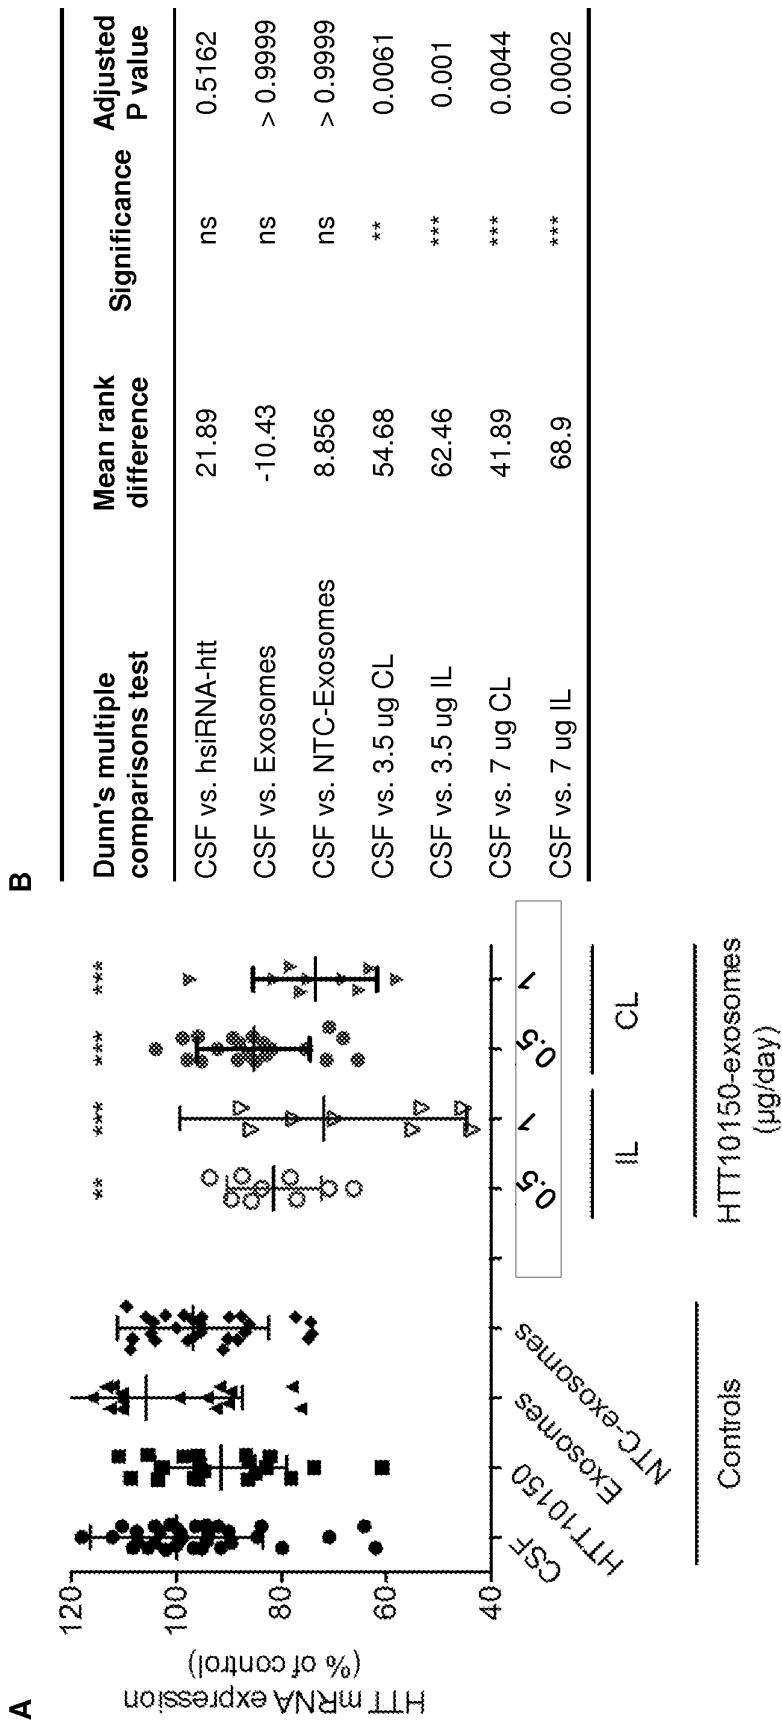 A
HTT mRNA expression
(% of control)
120
100
80
60
40
** *** *** ***
CSF
HTT10150
Exosomes
NTC-exosomes
0.5 1 0.5 1
IL CL
Controls
HTT10150-exosomes
(µg/day)
B
Dunn's multiple comparisons test Mean rank difference Significance Adjusted P value
CSF vs. hsiRNA-htt 21.89 ns 0.5162
CSF vs. Exosomes -10.43 ns > 0.9999
CSF vs. NTC-Exosomes 8.856 ns > 0.9999
CSF vs. 3.5 ug CL 54.68 ** 0.0061
CSF vs. 3.5 ug IL 62.46 *** 0.001
CSF vs. 7 ug CL 41.89 *** 0.0044
CSF vs. 7 ug IL 68.9 *** 0.0002